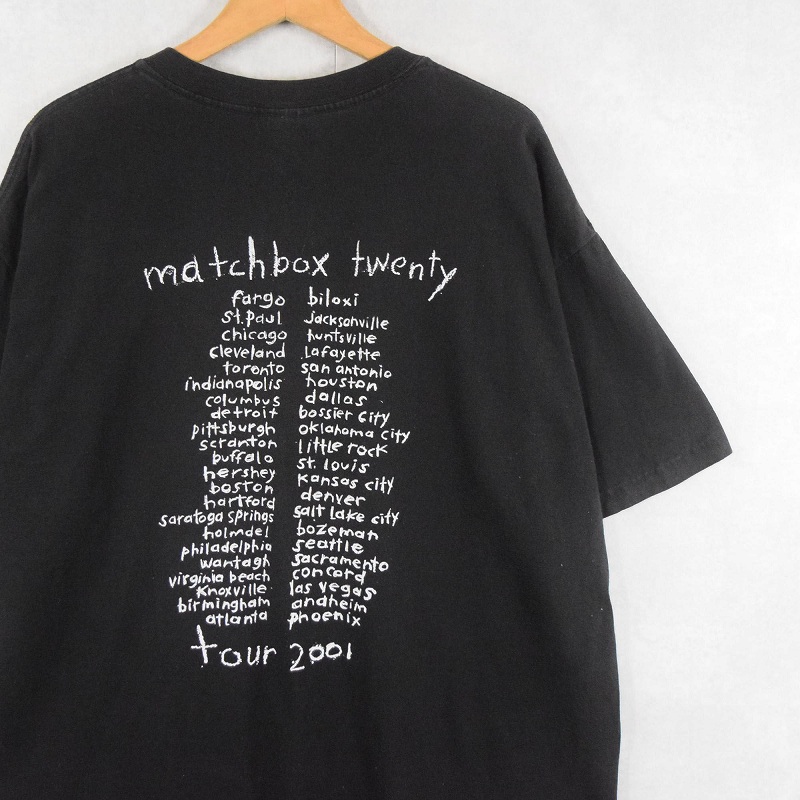 matchbox twenty
fargo biloxi
st.paul jacksonville
chicago huntsville
cleveland lafayette
toronto san antonio
indianapolis houston
columbus dallas
detroit bossier city
pittsburgh oklahoma city
scranton little rock
buffalo st. louis
hershey kansas city
boston denver
hartford salt lake city
saratoga springs bozeman
holmdel seattle
philadelphia sacramento
wantagh concord
virginia beach las vegas
knoxville anaheim
birmingham phoenix
atlanta
tour 2001